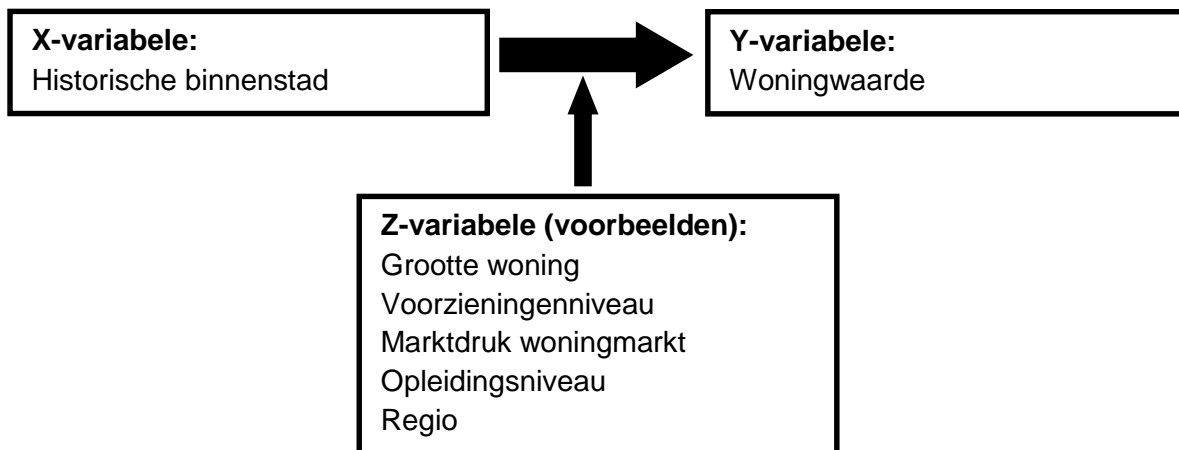 X-variabele:
Historische binnenstad
Y-variabele:
Woningwaarde
Z-variabele (voorbeelden):
Grootte woning
Voorzieningenniveau
Marktdruk woningmarkt
Opleidingsniveau
Regio